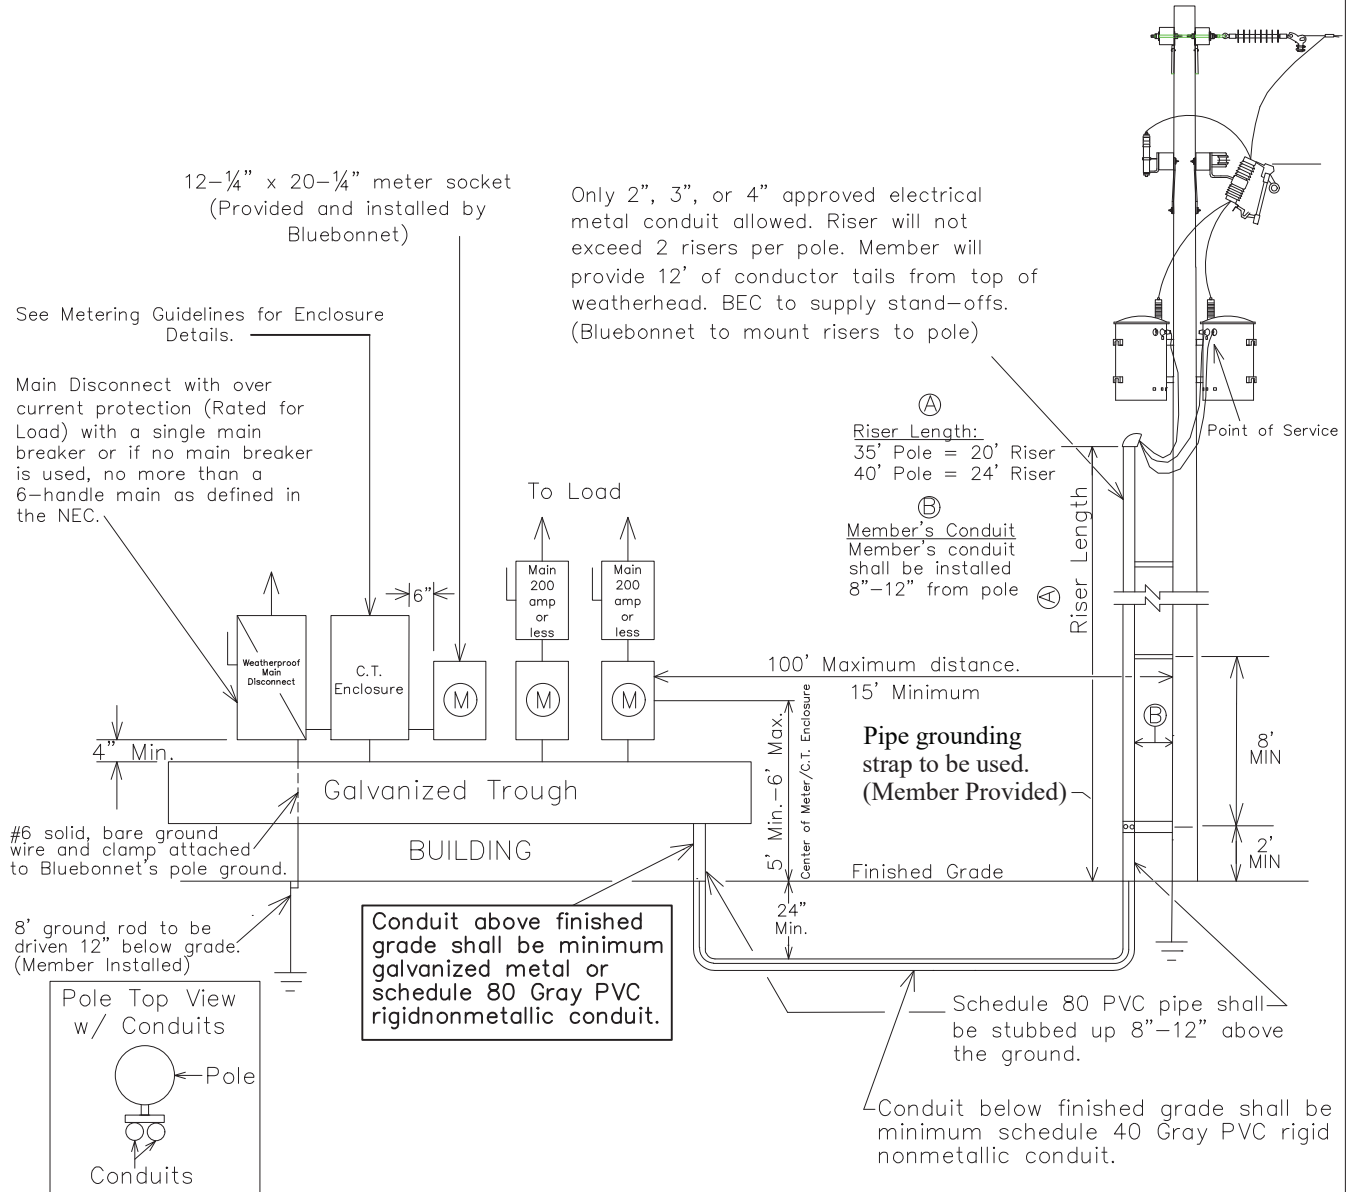 12-¼” x 20-¼” meter socket
(Provided and installed by
Bluebonnet)
Only 2”, 3”, or 4” approved electrical
metal conduit allowed. Riser will not
exceed 2 risers per pole. Member will
provide 12’ of conductor tails from top of
weatherhead. BEC to supply stand-offs.
(Bluebonnet to mount risers to pole)
See Metering Guidelines for Enclosure
Details.
Main Disconnect with over
current protection (Rated for
Load) with a single main
breaker or if no main breaker
is used, no more than a
6-handle main as defined in
the NEC.
A
Riser Length:
35’ Pole = 20’ Riser
40’ Pole = 24’ Riser
Point of Service
To Load
B
Member’s Conduit
Member’s conduit
shall be installed
8”-12” from pole
A
Riser Length
Main
200
amp
or
less
Main
200
amp
or
less
6”
Weatherproof
Main
Disconnect
C.T.
Enclosure
M
M
M
100’ Maximum distance.
15’ Minimum
5’ Min.-6’ Max.
Center of Meter/C.T. Enclosure
Pipe grounding
strap to be used.
(Member Provided)
B
8’
MIN
2’
MIN
4” Min.
Galvanized Trough
#6 solid, bare ground
wire and clamp attached
to Bluebonnet’s pole ground.
BUILDING
Finished Grade
24”
Min.
8’ ground rod to be
driven 12” below grade.
(Member Installed)
Conduit above finished
grade shall be minimum
galvanized metal or
schedule 80 Gray PVC
rigidnonmetallic conduit.
Pole Top View
w/ Conduits
Pole
Conduits
Schedule 80 PVC pipe shall
be stubbed up 8”-12” above
the ground.
Conduit below finished grade shall be
minimum schedule 40 Gray PVC rigid
nonmetallic conduit.